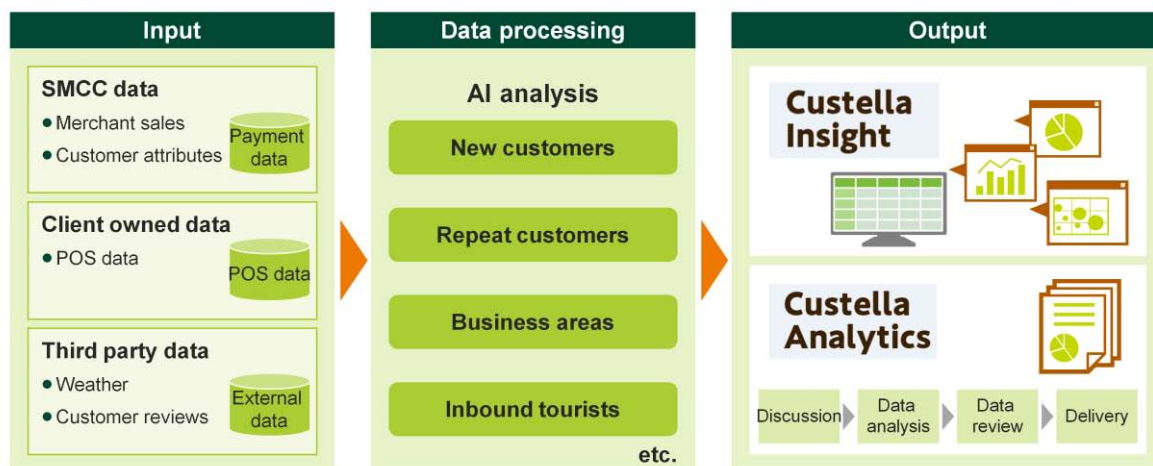 Input
SMCC data
• Merchant sales
• Customer attributes
Payment
data
Client owned data
• POS data
POS data
Third party data
• Weather
• Customer reviews
External
data
Data processing
AI analysis
New customers
Repeat customers
Business areas
Inbound tourists
etc.
Output
Custella
Insight
Custella
Analytics
Discussion
Data
analysis
Data
review
Delivery